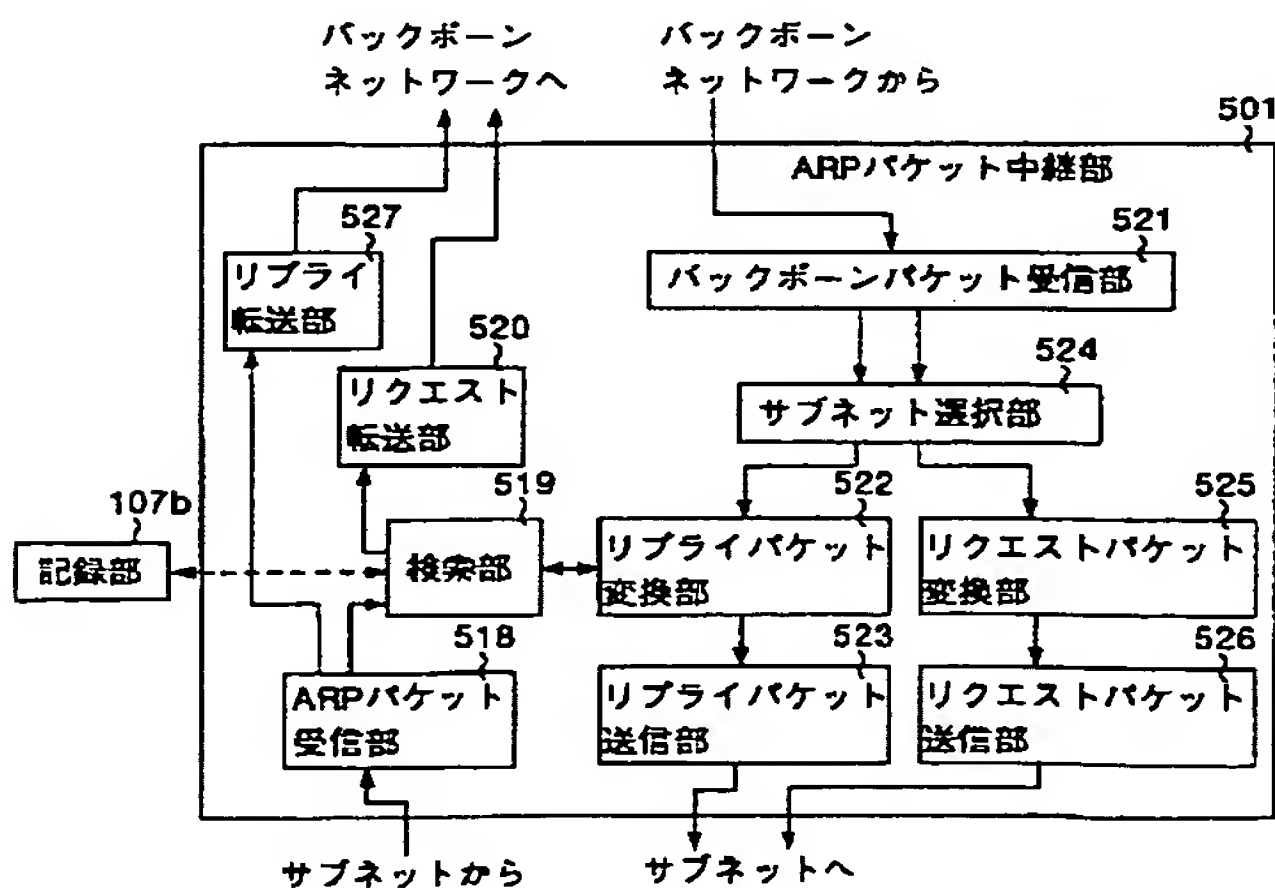 バックボーン
ネットワークへ
バックボーン
ネットワークから
501
ARPパケット中継部
527
リプライ
転送部
521
バックボーンパケット受信部
520
リクエスト
転送部
524
サブネット選択部
107b
記録部
519
検索部
522
リプライパケット
変換部
525
リクエストパケット
変換部
518
ARPパケット
受信部
523
リプライパケット
送信部
526
リクエストパケット
送信部
サブネットから
サブネットへ